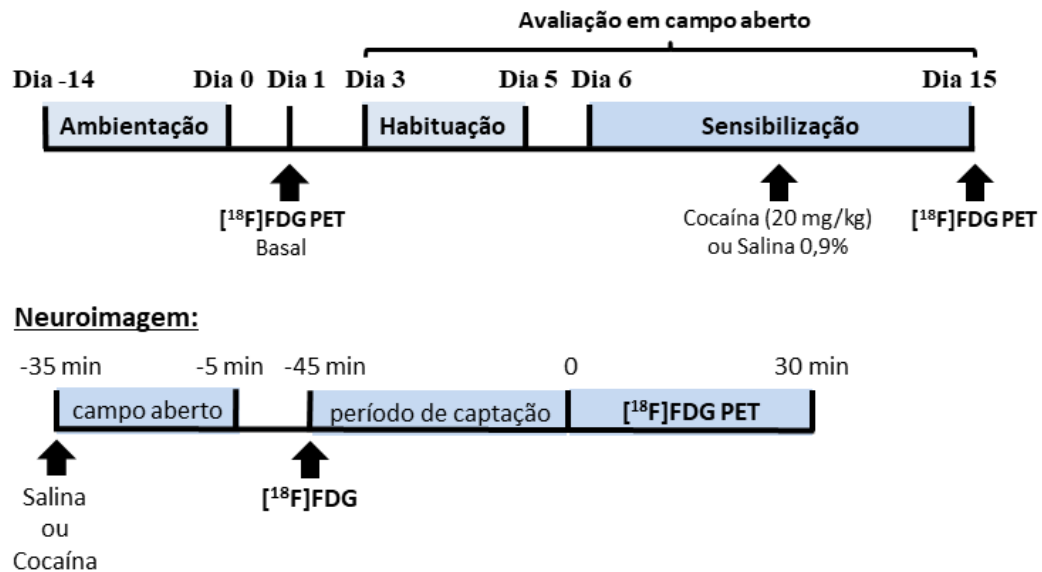 Avaliação em campo aberto
Dia -14 Dia 0 Dia 1 Dia 3 Dia 5 Dia 6 Dia 15
Ambientação Habituação Sensibilização
[¹⁸F]FDG PET
Basal
Cocaína (20 mg/kg)
ou Salina 0,9%
[¹⁸F]FDG PET
Neuroimagem:
-35 min -5 min -45 min 0 30 min
campo aberto período de captação [¹⁸F]FDG PET
Salina
ou
Cocaína
[¹⁸F]FDG